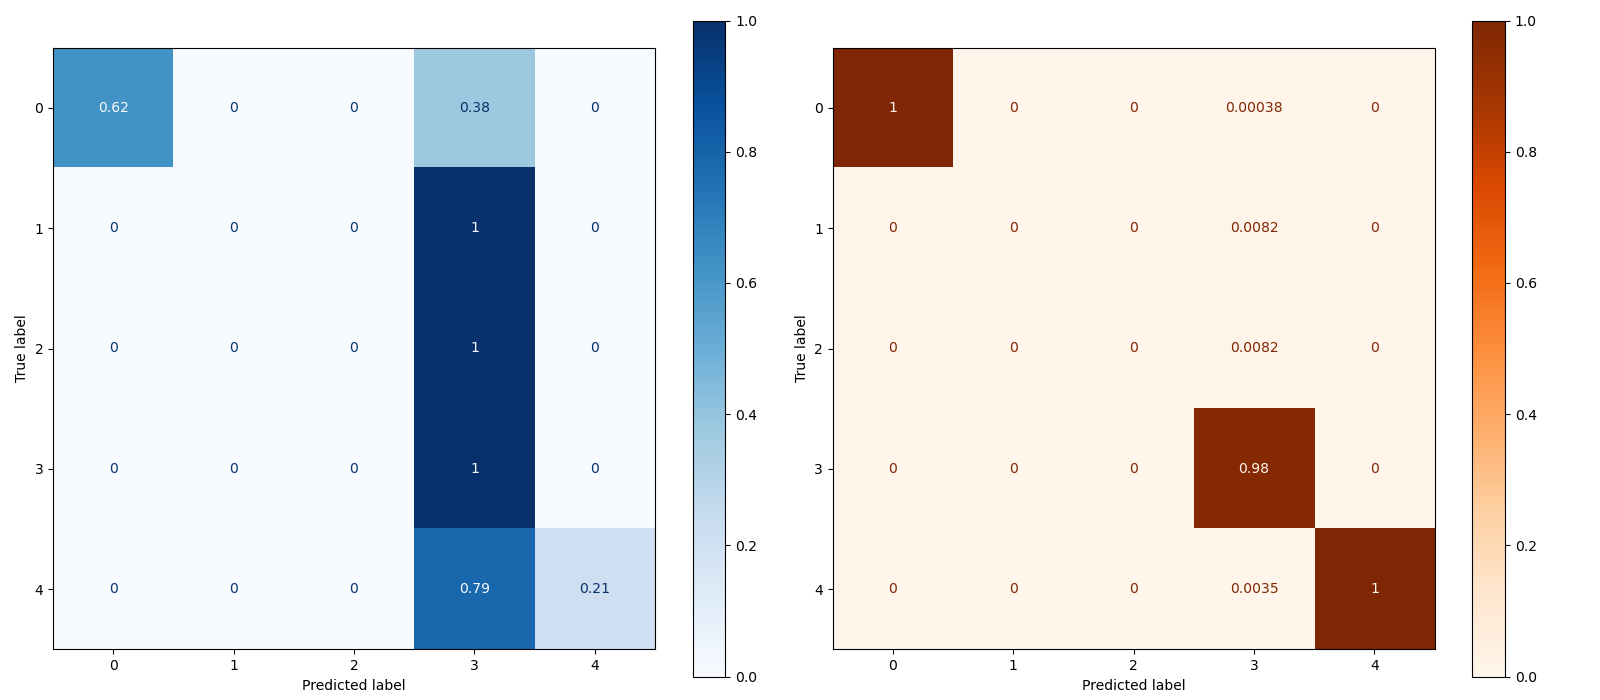 1.0
0.8
0.6
0.4
0.2
0.0
0 0.62 0 0 0.38 0
1 0 0 0 1 0
2 0 0 0 1 0
3 0 0 0 1 0
4 0 0 0 0.79 0.21
0 1 2 3 4
True label
Predicted label
1.0
0.8
0.6
0.4
0.2
0.0
0 1 0 0 0.00038 0
1 0 0 0 0.0082 0
2 0 0 0 0.0082 0
3 0 0 0 0.98 0
4 0 0 0 0.0035 1
0 1 2 3 4
True label
Predicted label